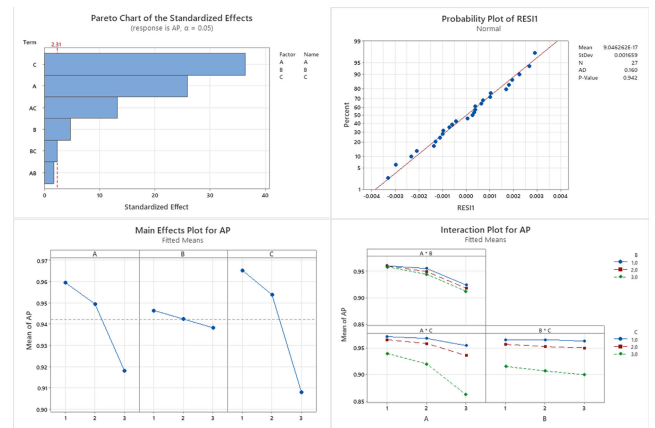 Pareto Chart of the Standardized Effects
(response is AP, α = 0.05)
Term
2.31
Factor Name
A A
B B
C C
C
A
AC
B
BC
AB
0 10 20 30 40
Standardized Effect
Probability Plot of RESI1
Normal
Mean 9.046262E-17
StDev 0.001659
N 27
AD 0.160
P-Value 0.942
Percent
99
95
90
80
70
60
50
40
30
20
10
5
1
-0.004 -0.003 -0.002 -0.001 0.000 0.001 0.002 0.003 0.004
RESI1
Main Effects Plot for AP
Fitted Means
A B C
Mean of AP
0.97
0.96
0.95
0.94
0.93
0.92
0.91
0.90
1 2 3 1 2 3 1 2 3
Interaction Plot for AP
Fitted Means
A * B
B
1.0
2.0
3.0
0.95
0.90
0.85
Mean of AP
A * C B * C
C
1.0
2.0
3.0
0.95
0.90
0.85
1 2 3 1 2 3
A B